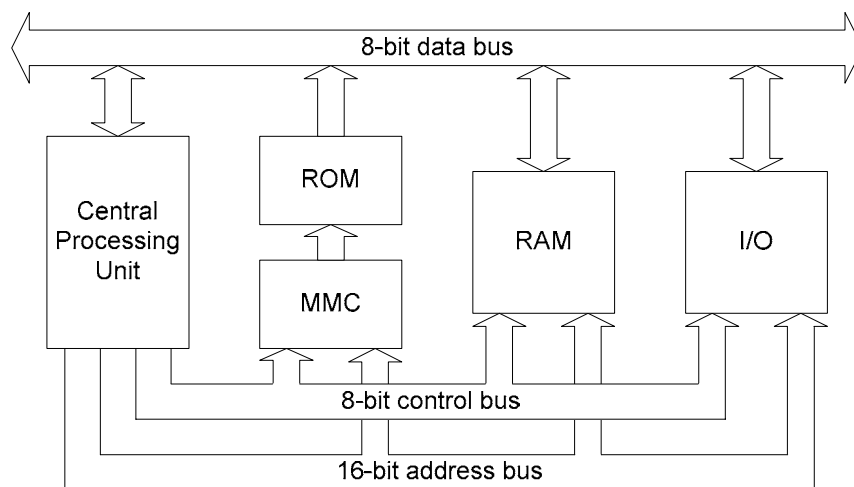 8-bit data bus
Central
Processing
Unit
ROM
MMC
RAM
I/O
8-bit control bus
16-bit address bus